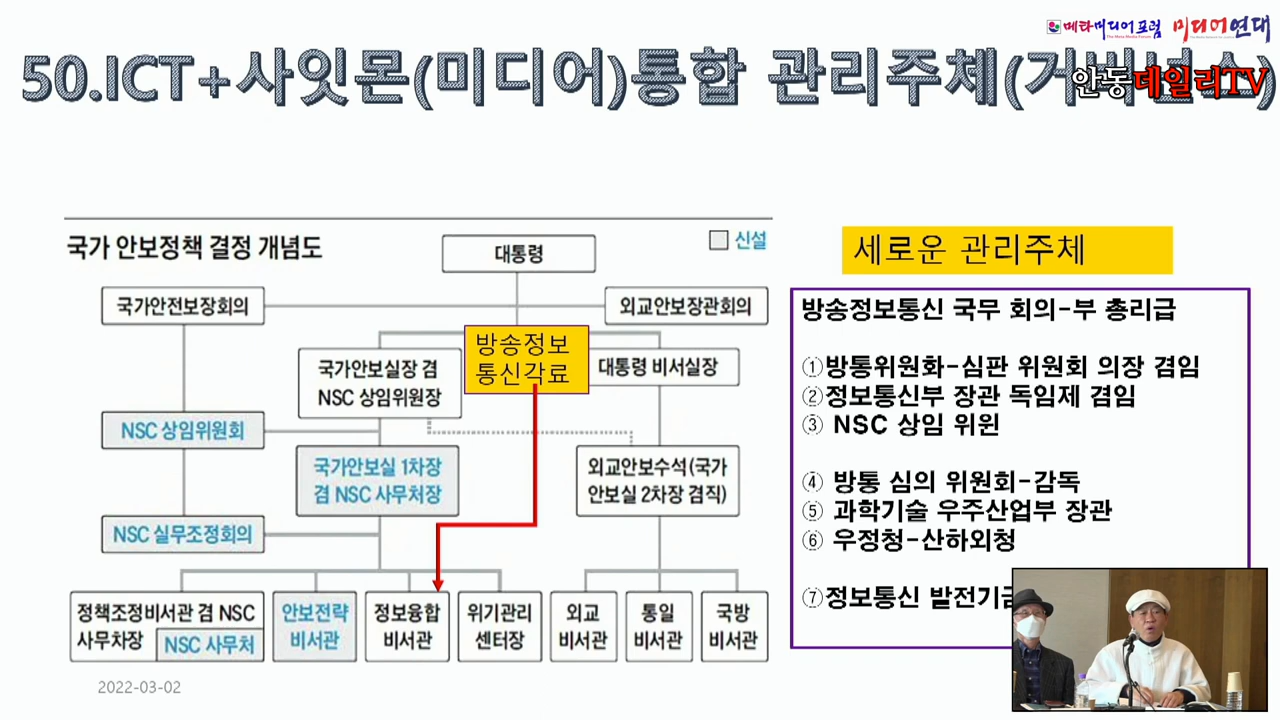 메타미디어포럼 미디어연대
50.ICT+사잇몬(미디어)통합 관리주체(거버넌스)
안동데일리TV
국가 안보정책 결정 개념도
신설
대통령
국가안전보장회의
외교안보장관회의
국가안보실장 겸
NSC 상임위원장
방송정보
통신각료
대통령 비서실장
NSC 상임위원회
국가안보실 1차장
겸 NSC 사무처장
외교안보수석(국가
안보실 2차장 겸직)
NSC 실무조정회의
정책조정비서관 겸 NSC
사무차장
NSC 사무처
안보전략
비서관
정보융합
비서관
위기관리
센터장
외교
비서관
통일
비서관
국방
비서관
2022-03-02
세로운 관리주체
방송정보통신 국무 회의-부 총리급
①방통위원화-심판 위원회 의장 겸임
②정보통신부 장관 독임제 겸임
③ NSC 상임 위원
④ 방통 심의 위원회-감독
⑤ 과학기술 우주산업부 장관
⑥ 우정청-산하외청
⑦정보통신 발전기금